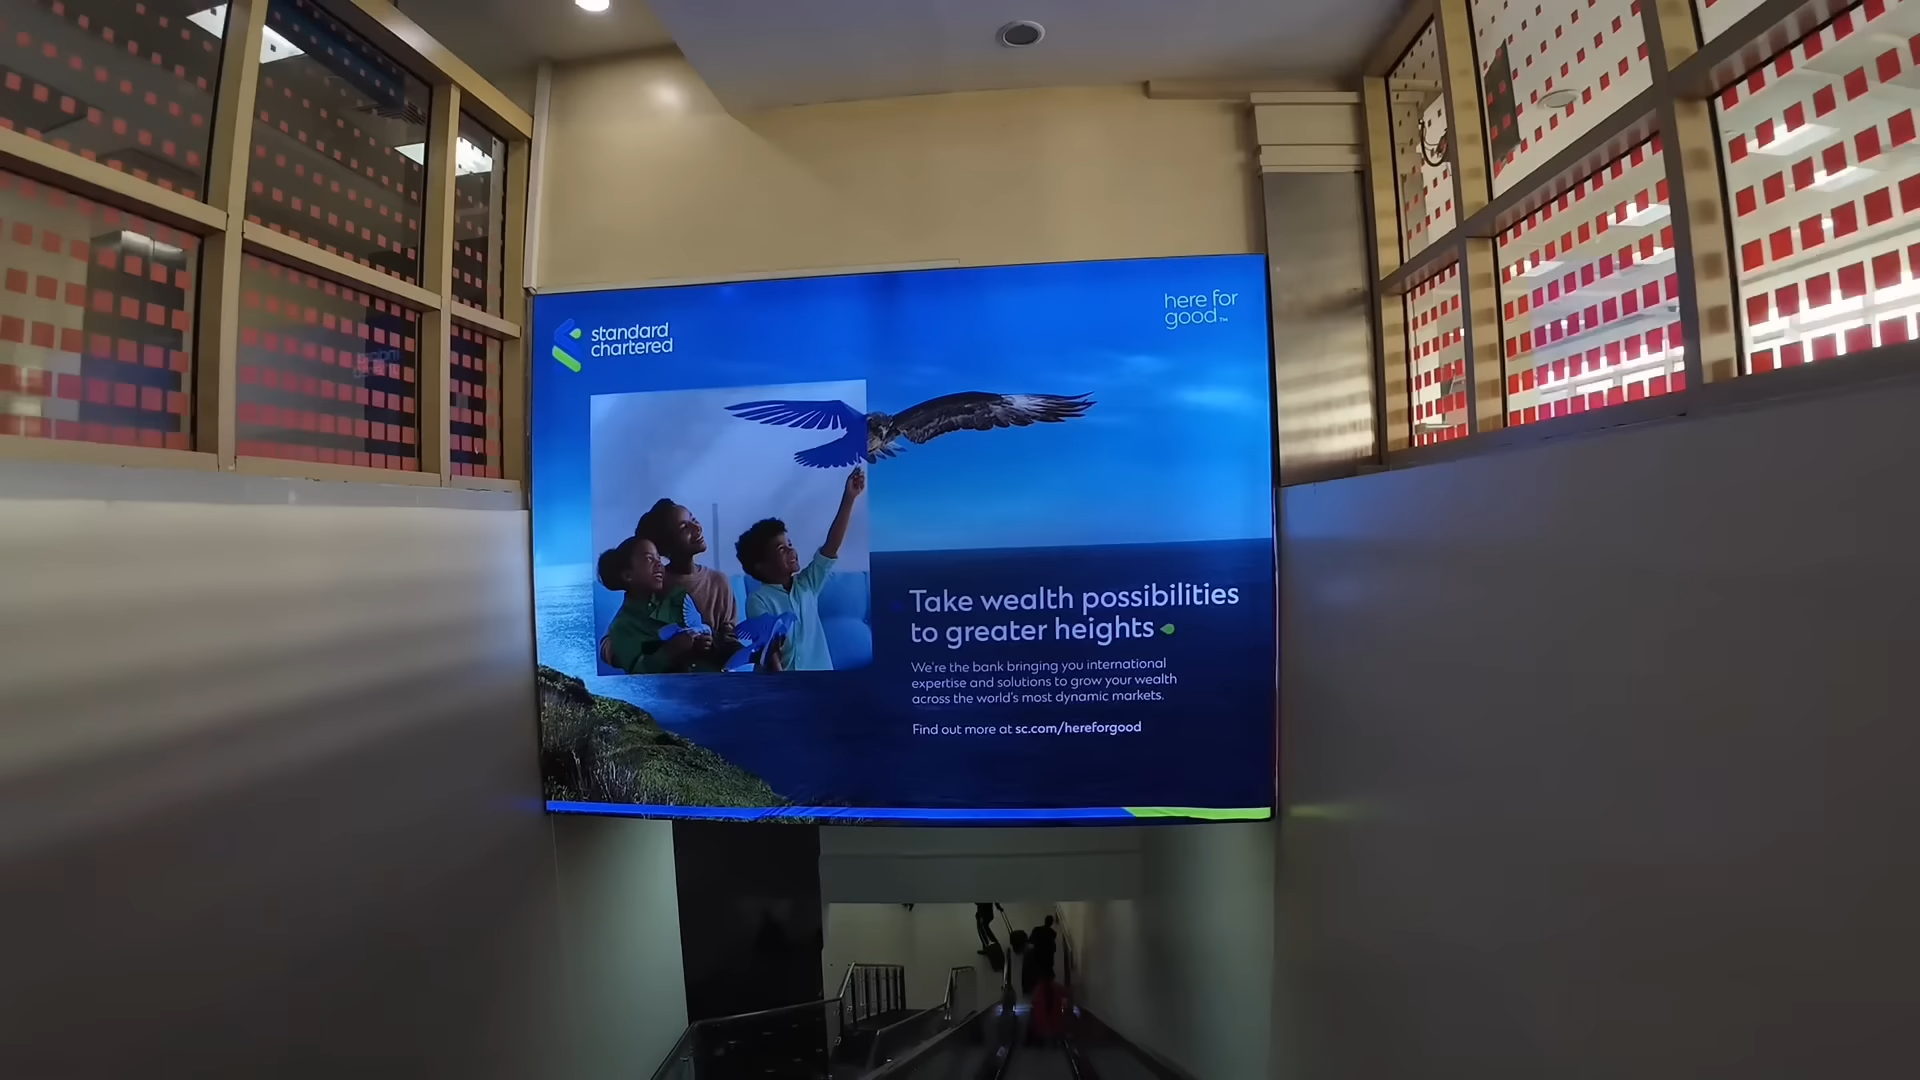 standard
chartered
here for
good™
Take wealth possibilities
to greater heights
We're the bank bringing you international
expertise and solutions to grow your wealth
across the world's most dynamic markets.
Find out more at sc.com/hereforgood